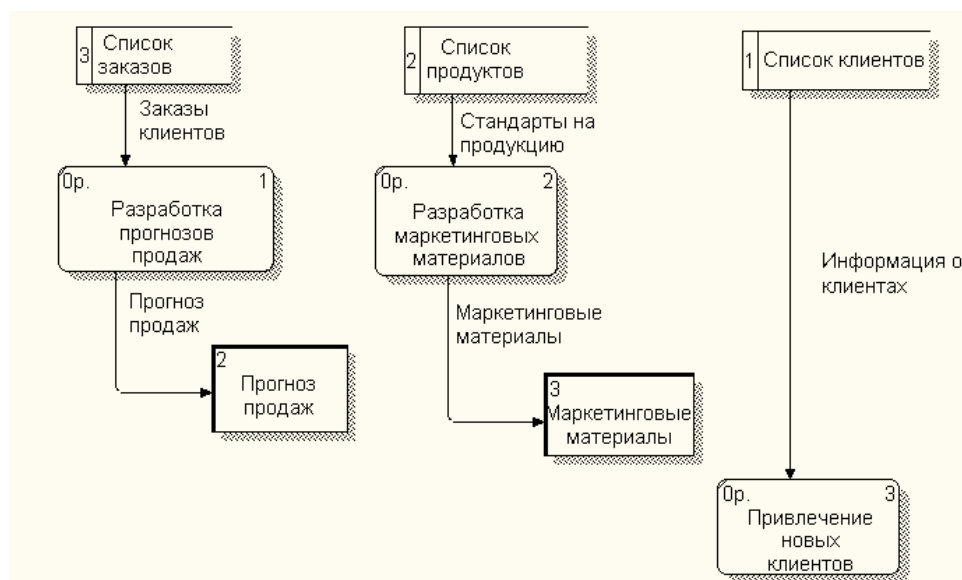 3
Список
заказов
Заказы
клиентов
0р.
1
Разработка
прогнозов
продаж
Прогноз
продаж
2
Прогноз
продаж
2
Список
продуктов
Стандарты на
продукцию
0р.
2
Разработка
маркетинговых
материалов
Маркетинговые
материалы
3
Маркетинговые
материалы
1
Список клиентов
Информация о
клиентах
0р.
3
Привлечение
новых
клиентов